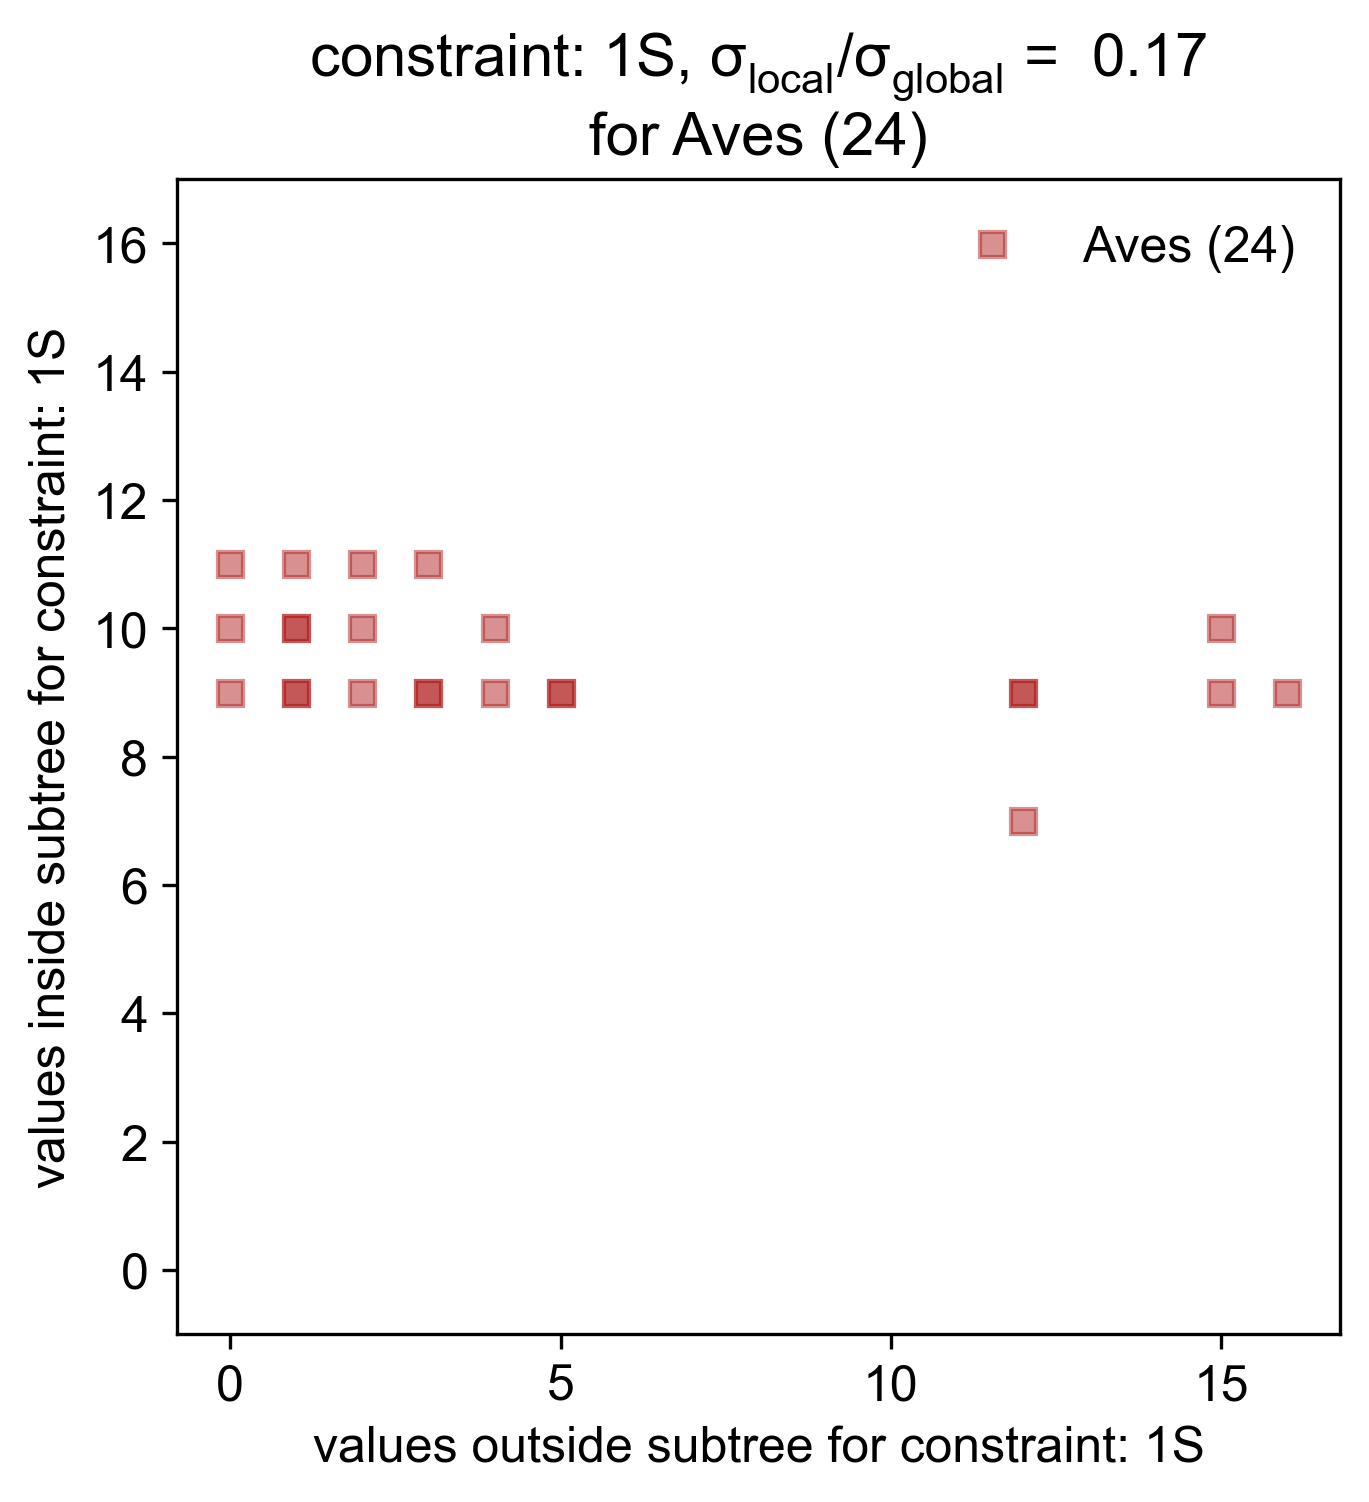 constraint: 1S, σlocal/σglobal = 0.17
for Aves (24)
Aves (24)
16
14
12
10
8
6
4
2
0
values inside subtree for constraint: 1S
0 5 10 15
values outside subtree for constraint: 1S